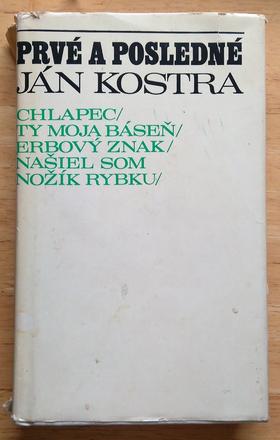 PRVÉ A POSLEDNÉ
JÁN KOSTRA
CHLAPEC/
TY MOJA BÁSEŇ/
ERBOVÝ ZNAK/
NAŠIEL SOM
NOŽÍK RYBKU/